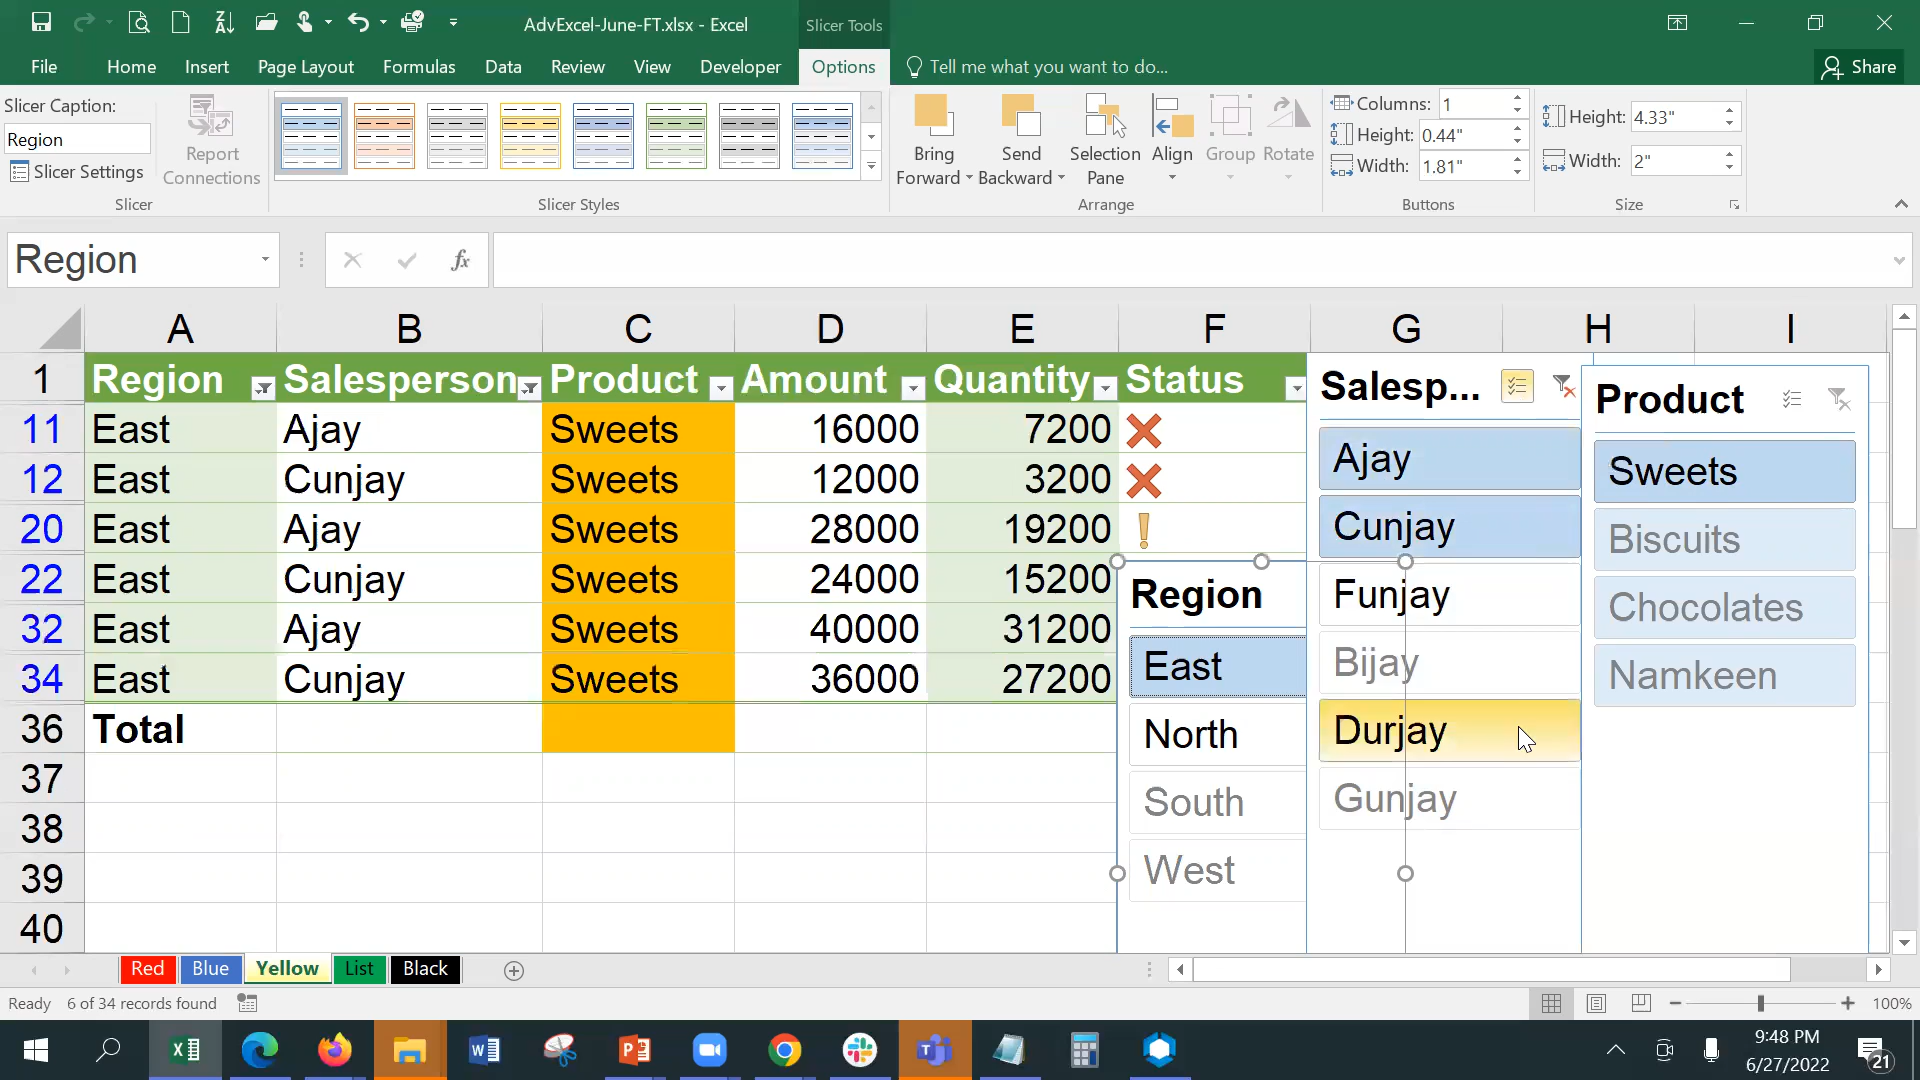 AdvExcel-June-FT.xlsx - Excel
Slicer Tools
File Home Insert Page Layout Formulas Data Review View Developer Options Tell me what you want to do... Share
Slicer Caption:
Region
Slicer Settings
Report
Connections
Slicer
Slicer Styles
Bring
Forward
Send
Backward
Selection
Pane
Align
Group
Rotate
Arrange
Columns: 1
Height: 0.44"
Width: 1.81"
Buttons
Height: 4.33"
Width: 2"
Size
Region
fx
A B C D E F G H I
1 Region Salesperson Product Amount Quantity Status
11 East Ajay Sweets 16000 7200
12 East Cunjay Sweets 12000 3200
20 East Ajay Sweets 28000 19200
22 East Cunjay Sweets 24000 15200
32 East Ajay Sweets 40000 31200
34 East Cunjay Sweets 36000 27200
36 Total
37
38
39
40
Region
East
North
South
West
Salesp...
Ajay
Cunjay
Funjay
Bijay
Durjay
Gunjay
Product
Sweets
Biscuits
Chocolates
Namkeen
Red Blue Yellow List Black
Ready 6 of 34 records found
100%
9:48 PM
6/27/2022
21